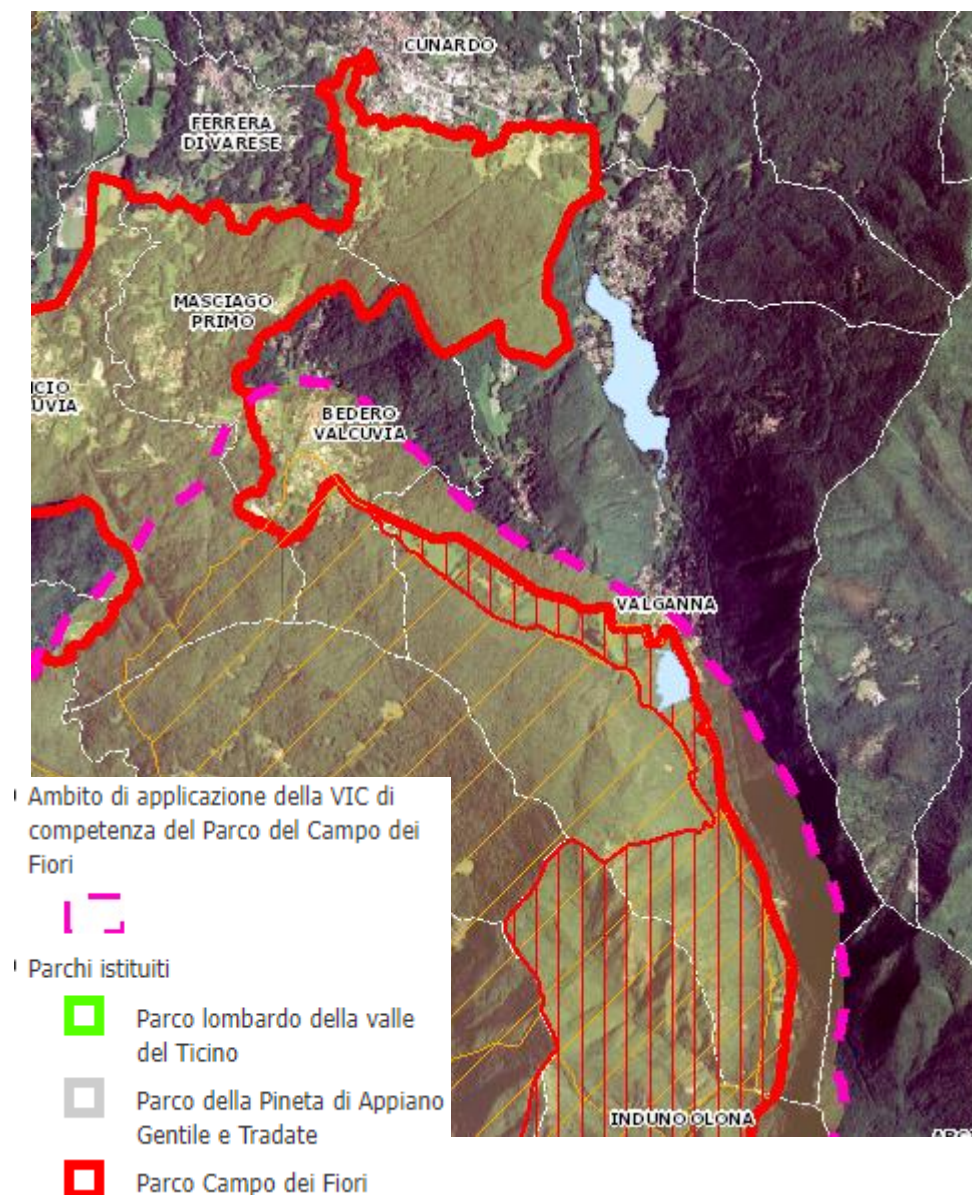 CUNARDO
FERRERA
DI VARESE
MASCIAGO
PRIMO
CIO
UVIA
BEDERO
VALCUVIA
VALGANNA
Ambito di applicazione della VIC di
competenza del Parco del Campo dei
Fiori
Parchi istituiti
Parco lombardo della valle
del Ticino
Parco della Pineta di Appiano
Gentile e Tradate
Parco Campo dei Fiori
INDUNO OLONA